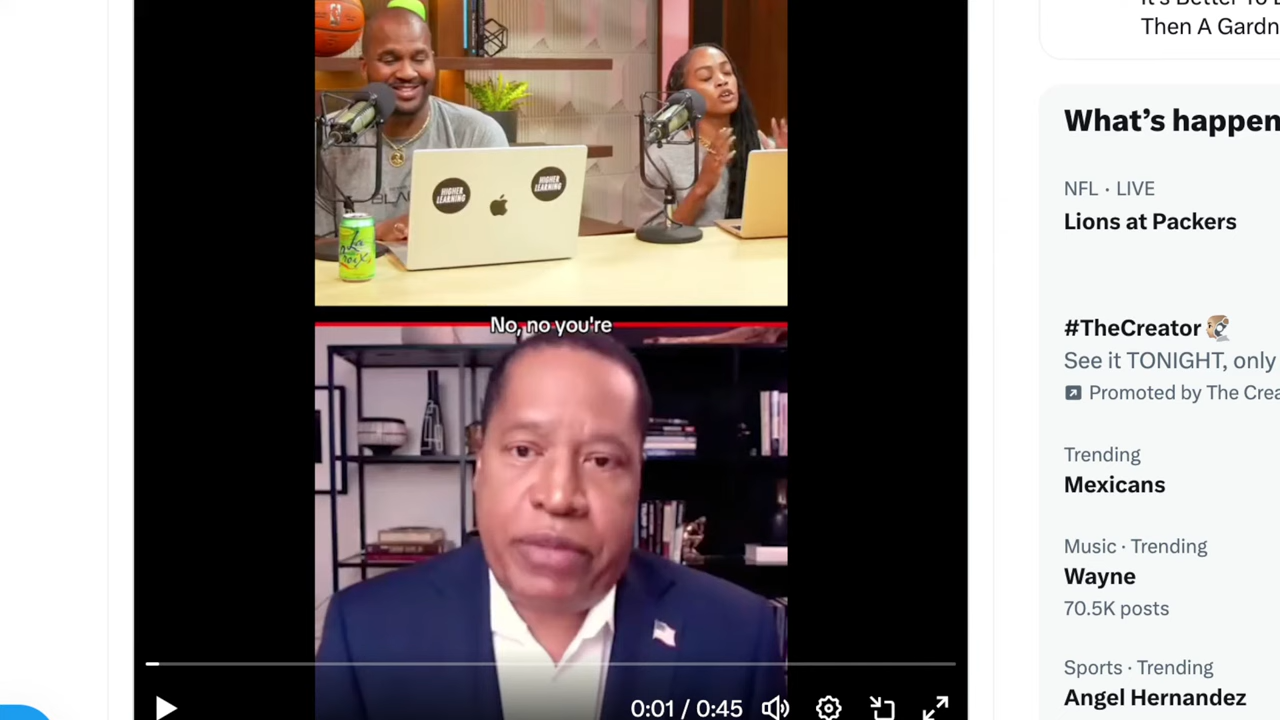 HIGHER
LEARNING
HIGHER
LEARNING
La
Croix
No, no you're
0:01 / 0:45
Then A Gardn
What's happen
NFL · LIVE
Lions at Packers
#TheCreator
See it TONIGHT, only
Promoted by The Crea
Trending
Mexicans
Music · Trending
Wayne
70.5K posts
Sports · Trending
Angel Hernandez